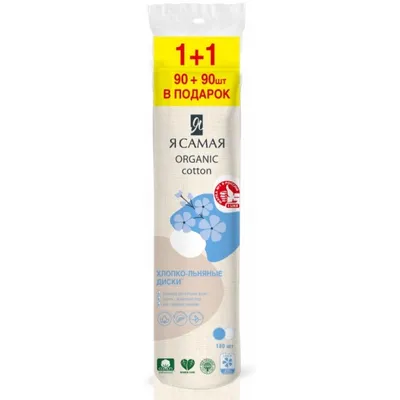 1+1
90 + 90шт
В ПОДАРОК
Я
Я САМАЯ
ORGANIC
cotton
ХЛОПКО-ЛЬНЯНЫЕ
ДИСКИ
180 шт